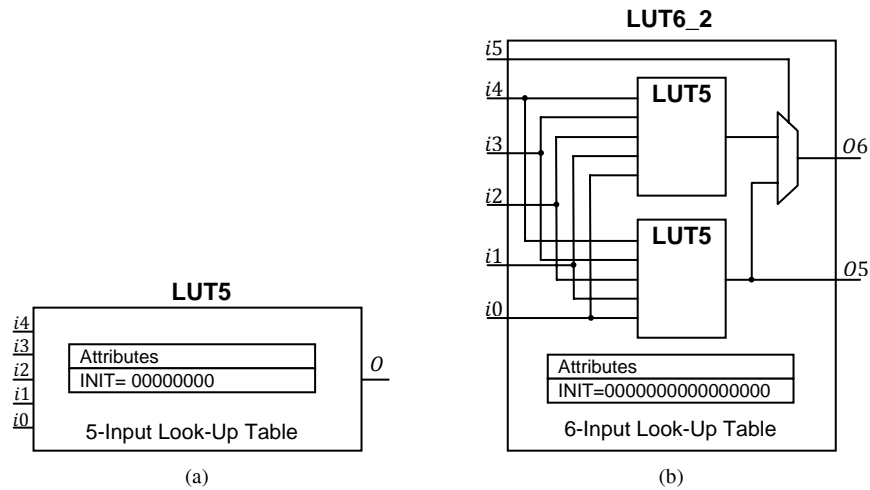 LUT5
i4
i3
i2
i1
i0
Attributes
INIT= 00000000
O
5-Input Look-Up Table
(a)
LUT6_2
i5
i4
i3
i2
i1
i0
LUT5
LUT5
O6
O5
Attributes
INIT=0000000000000000
6-Input Look-Up Table
(b)